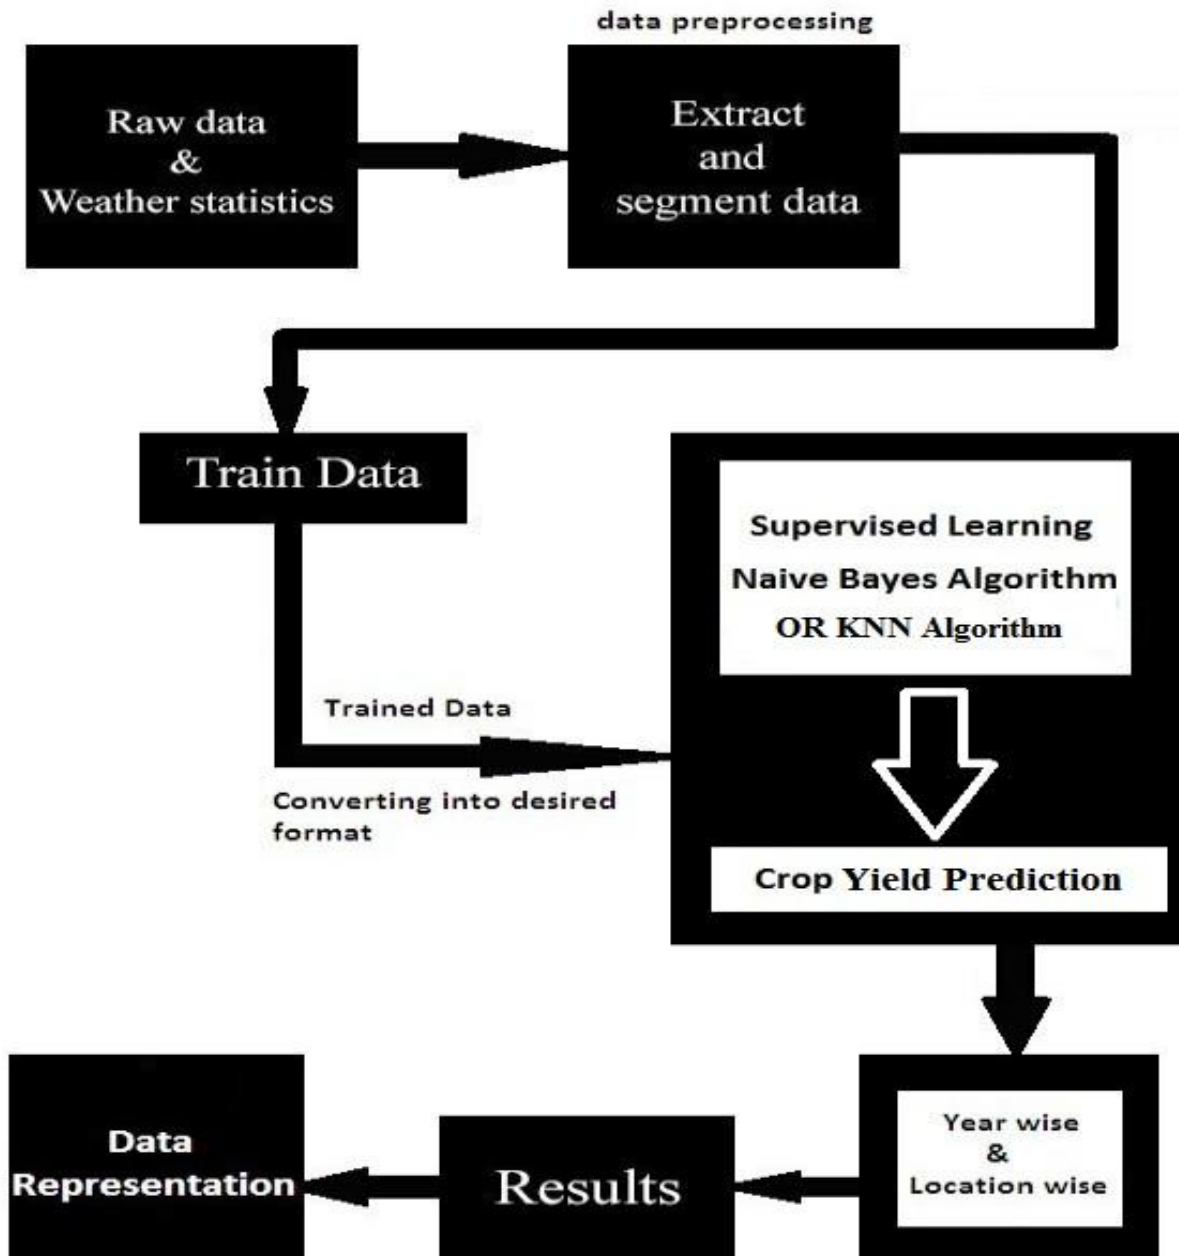 data preprocessing
Raw data
&
Weather statistics
Extract
and
segment data
Train Data
Supervised Learning
Naive Bayes Algorithm
OR KNN Algorithm
Trained Data
Converting into desired
format
Crop Yield Prediction
Year wise
&
Location wise
Results
Data
Representation